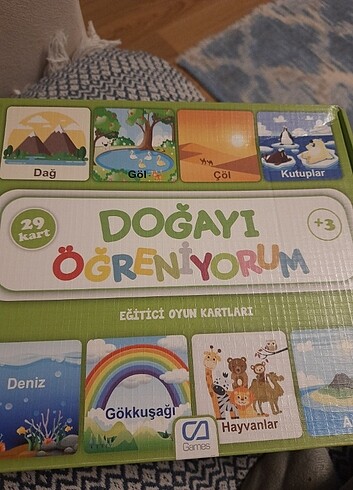 Dağ
Göl
Çöl
Kutuplar
29
kart
DOĞAYI
ÖĞRENİYORUM
+3
EĞİTİCİ OYUN KARTLARI
Deniz
Gökkuşağı
Hayvanlar
CA
Games